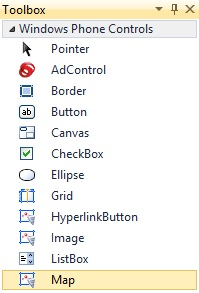 Toolbox
Windows Phone Controls
Pointer
AdControl
Border
ab
Button
Canvas
CheckBox
Ellipse
Grid
HyperlinkButton
Image
ListBox
Map